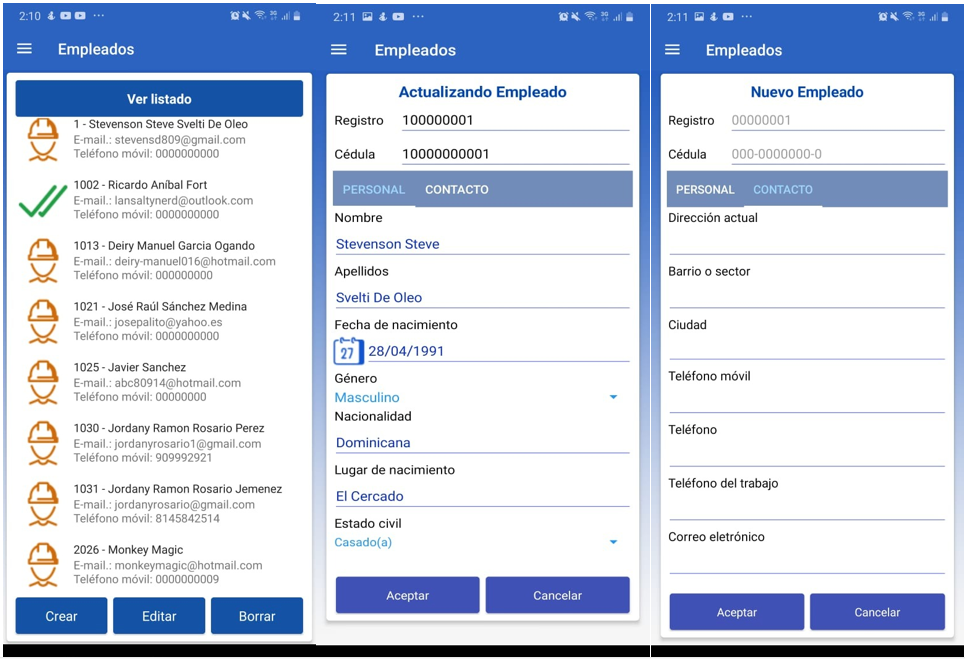 2:10
Empleados
Ver listado
1 - Stevenson Steve Svelti De Oleo
E-mail.: stevensd809@gmail.com
Teléfono móvil: 0000000000
1002 - Ricardo Aníbal Fort
E-mail.: lansaltynerd@outlook.com
Teléfono móvil: 0000000000
1013 - Deiry Manuel Garcia Ogando
E-mail.: deiry-manuel016@hotmail.com
Teléfono móvil: 000000000
1021 - José Raúl Sánchez Medina
E-mail.: josepalito@yahoo.es
Teléfono móvil: 0000000000
1025 - Javier Sanchez
E-mail.: abc80914@hotmail.com
Teléfono móvil: 00000000
1030 - Jordany Ramon Rosario Perez
E-mail.: jordanyrosario1@gmail.com
Teléfono móvil: 909992921
1031 - Jordany Ramon Rosario Jemenez
E-mail.: jordanyrosario@gmail.com
Teléfono móvil: 8145842514
2026 - Monkey Magic
E-mail.: monkeymagic@hotmail.com
Teléfono móvil: 0000000009
Crear
Editar
Borrar
2:11
Empleados
Actualizando Empleado
Registro 100000001
Cédula 10000000001
PERSONAL CONTACTO
Nombre
Stevenson Steve
Apellidos
Svelti De Oleo
Fecha de nacimiento
27 28/04/1991
Género
Masculino
Nacionalidad
Dominicana
Lugar de nacimiento
El Cercado
Estado civil
Casado(a)
Aceptar
Cancelar
2:11
Empleados
Nuevo Empleado
Registro 00000001
Cédula 000-0000000-0
PERSONAL CONTACTO
Dirección actual
Barrio o sector
Ciudad
Teléfono móvil
Teléfono
Teléfono del trabajo
Correo eletrónico
Aceptar
Cancelar